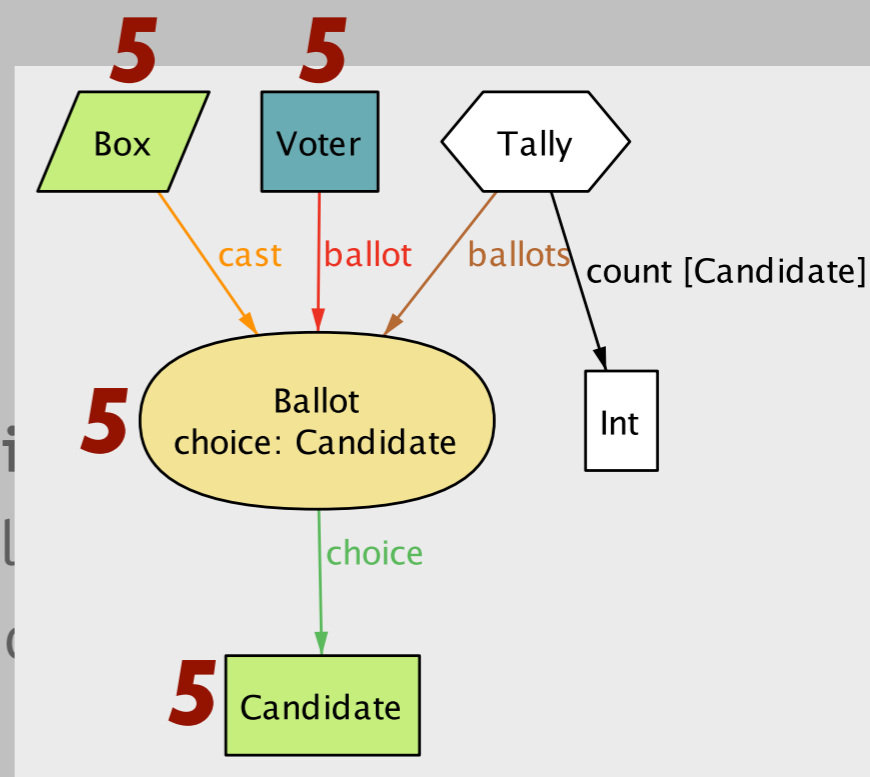 5 5
Box Voter Tally
cast ballot ballots
count [Candidate]
5 Ballot
choice: Candidate
Int
choice
5 Candidate